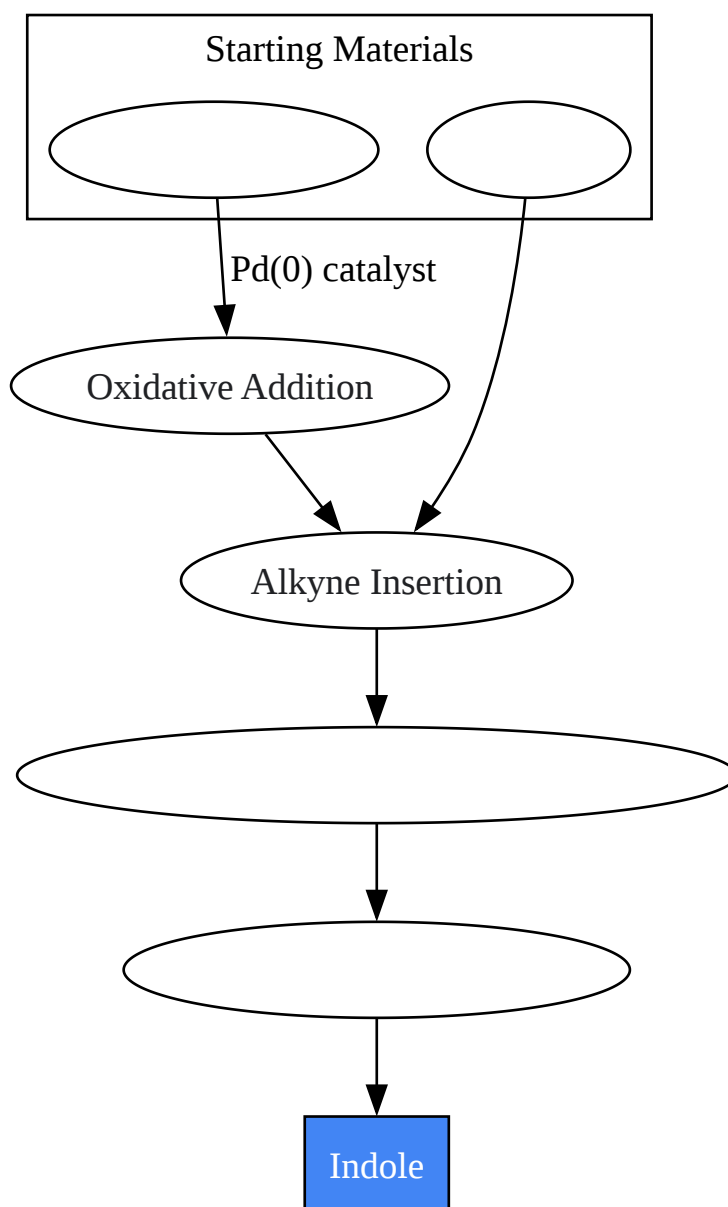 Starting Materials
Pd(0) catalyst
Oxidative Addition
Alkyne Insertion
Indole